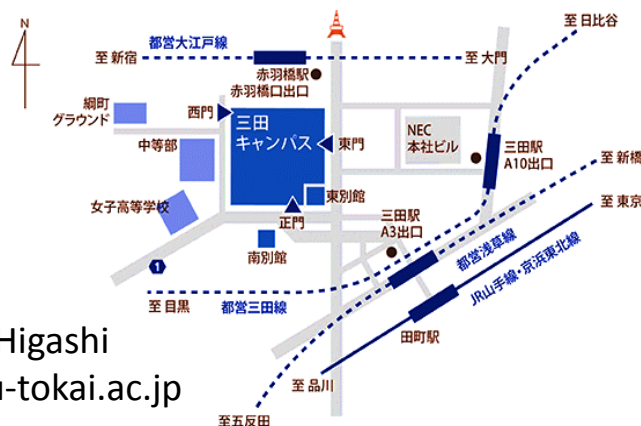 N
都営大江戸線
至 新宿
至 大門
至 日比谷
赤羽橋駅
赤羽橋口出口
綱町
グラウンド
西門
三田
キャンパス
東門
NEC
本社ビル
三田駅
A10出口
至 新橋
中等部
女子高等学校
東別館
至 東京
正門
三田駅
A3出口
南別館
都営浅草線
JR山手線・京浜東北線
1
至 目黒
都営三田線
田町駅
Higashi
u-tokai.ac.jp
至 品川
至五反田